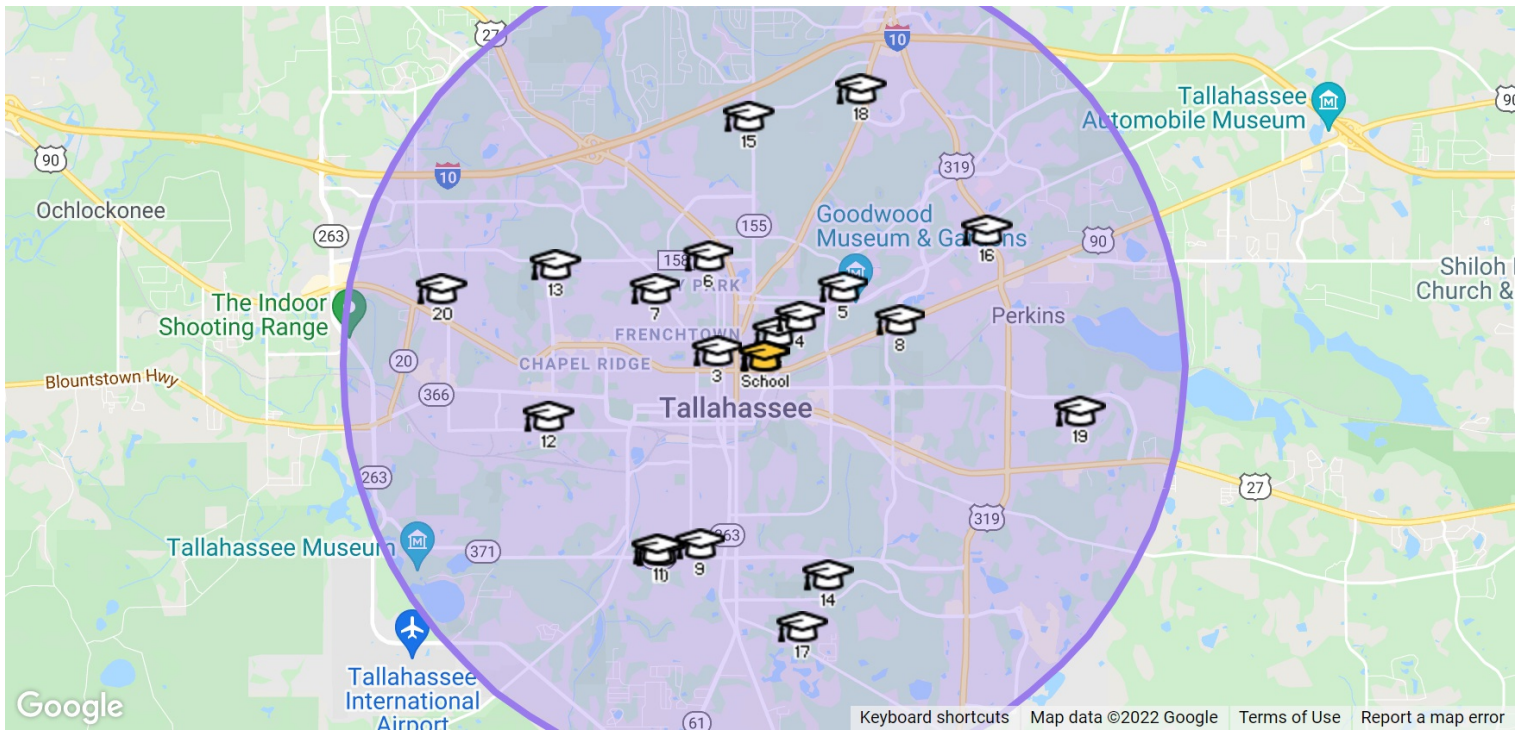 27
10
Tallahassee
Automobile Museum
90
18
15
90
319
10
Ochlockonee
263
155
Goodwood
Museum & Gardens
16
90
158
6
13
Shiloh
Church &
The Indoor
Shooting Range
20
7
Y PARK
5
Perkins
FRENCHTOWN
4
8
20
CHAPEL RIDGE
3
School
Blountstown Hwy
366
Tallahassee
12
19
263
27
319
Tallahassee Museum
371
263
11
9
14
17
Tallahassee
International
Airport
61
Google
Keyboard shortcuts
Map data ©2022 Google
Terms of Use
Report a map error